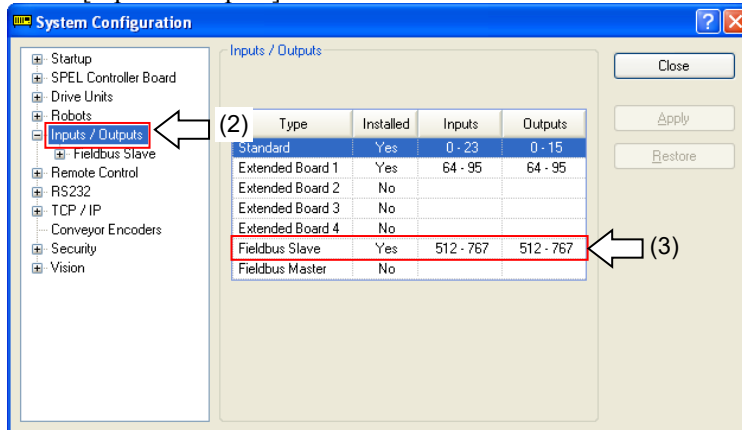 System Configuration
Startup
SPEL Controller Board
Drive Units
Robots
Inputs / Outputs
Fieldbus Slave
Remote Control
RS232
TCP / IP
Conveyor Encoders
Security
Vision
(2)
Inputs / Outputs
Type Installed Inputs Outputs
Standard Yes 0 - 23 0 - 15
Extended Board 1 Yes 64 - 95 64 - 95
Extended Board 2 No
Extended Board 3 No
Extended Board 4 No
Fieldbus Slave Yes 512 - 767 512 - 767
Fieldbus Master No
(3)
Close
Apply
Restore